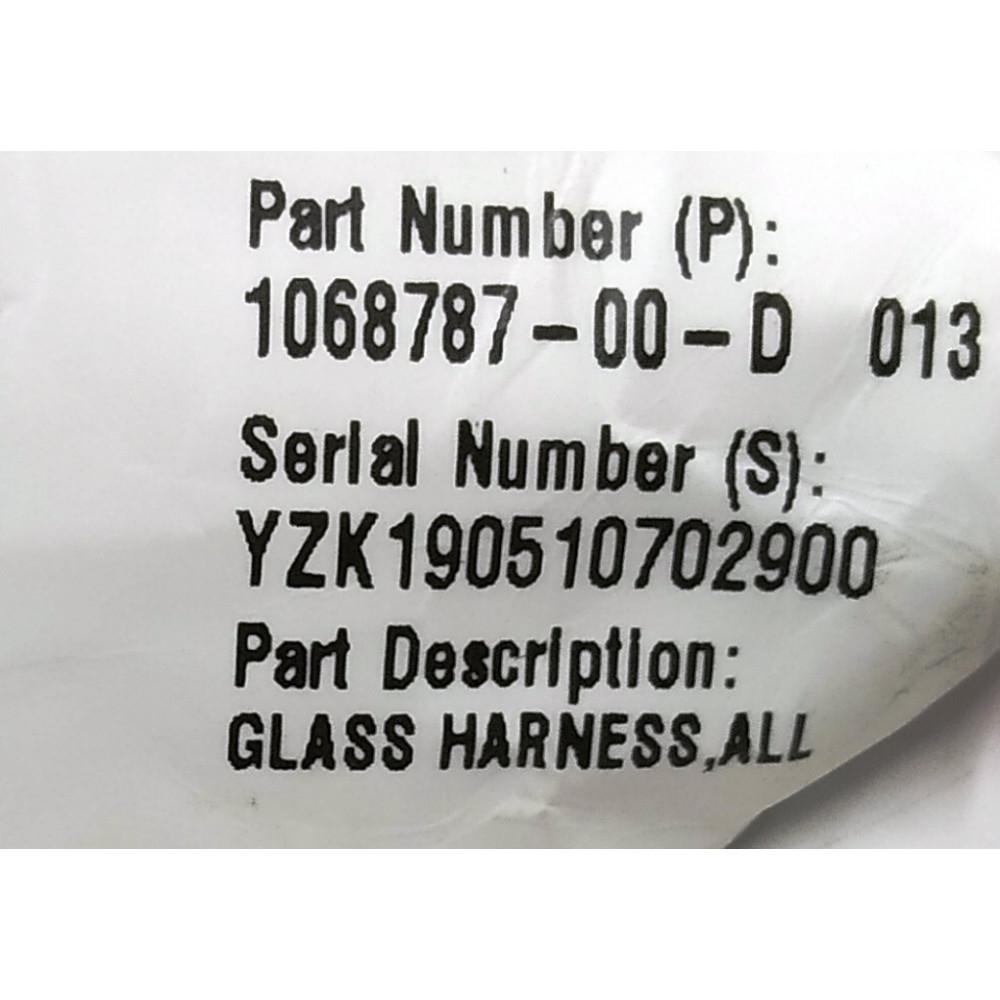 Part Number (P):
1068787-00-D 013
Serial Number (S):
YZK190510702900
Part Description:
GLASS HARNESS,ALL